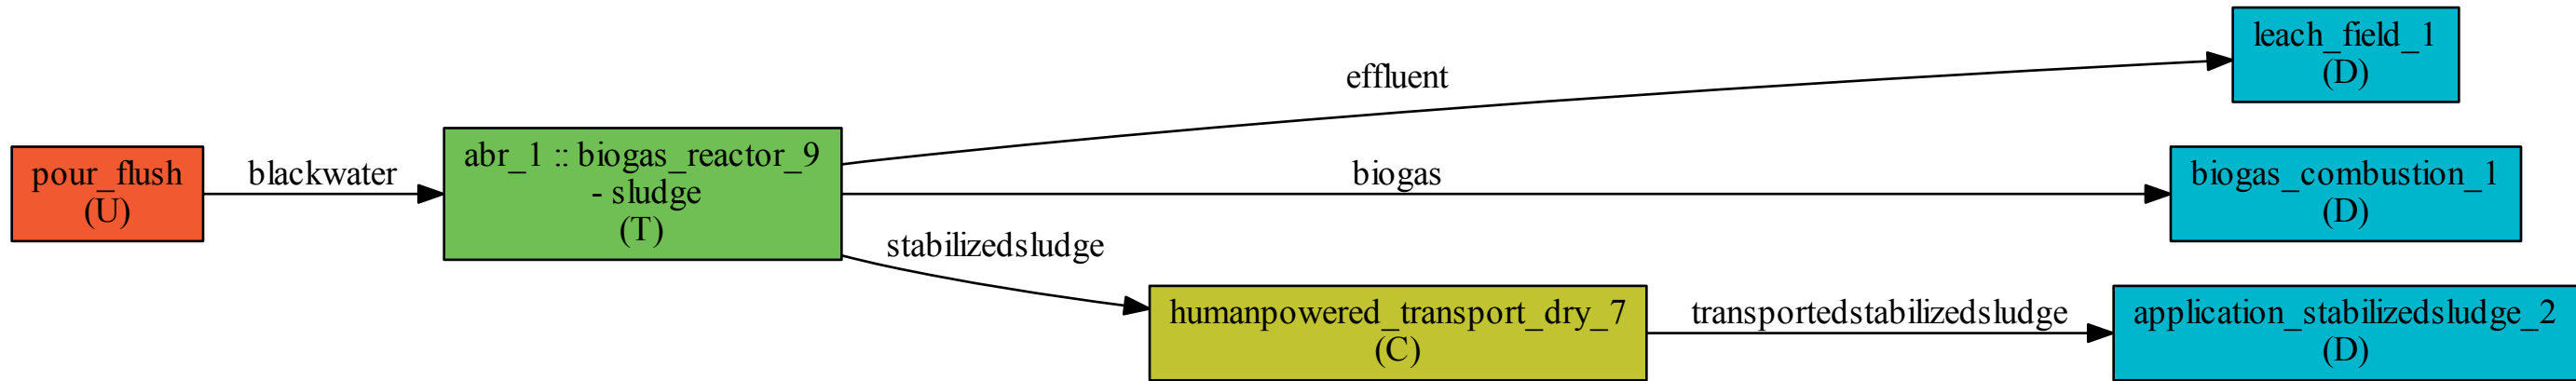 pour_flush
(U)
blackwater
abr_1 :: biogas_reactor_9
- sludge
(T)
effluent
leach_field_1
(D)
biogas
biogas_combustion_1
(D)
stabilizedsludge
humanpowered_transport_dry_7
(C)
transportedstabilizedsludge
application_stabilizedsludge_2
(D)